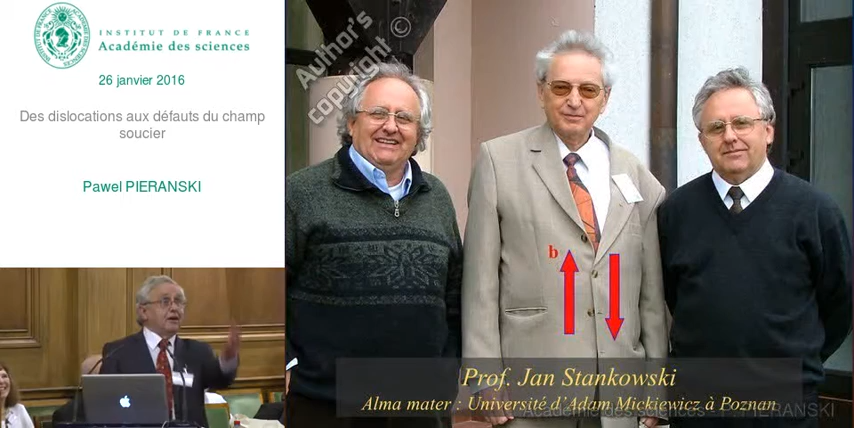 INSTITUT DE FRANCE
Académie des sciences
26 janvier 2016
Des dislocations aux défauts du champ
soucier
Pawel PIERANSKI
Author's
copyright ©
b
Prof. Jan Stankowski
Alma mater : Université d'Adam Mickiewicz à Poznan
Académie des sciences - P. PIERANSKI